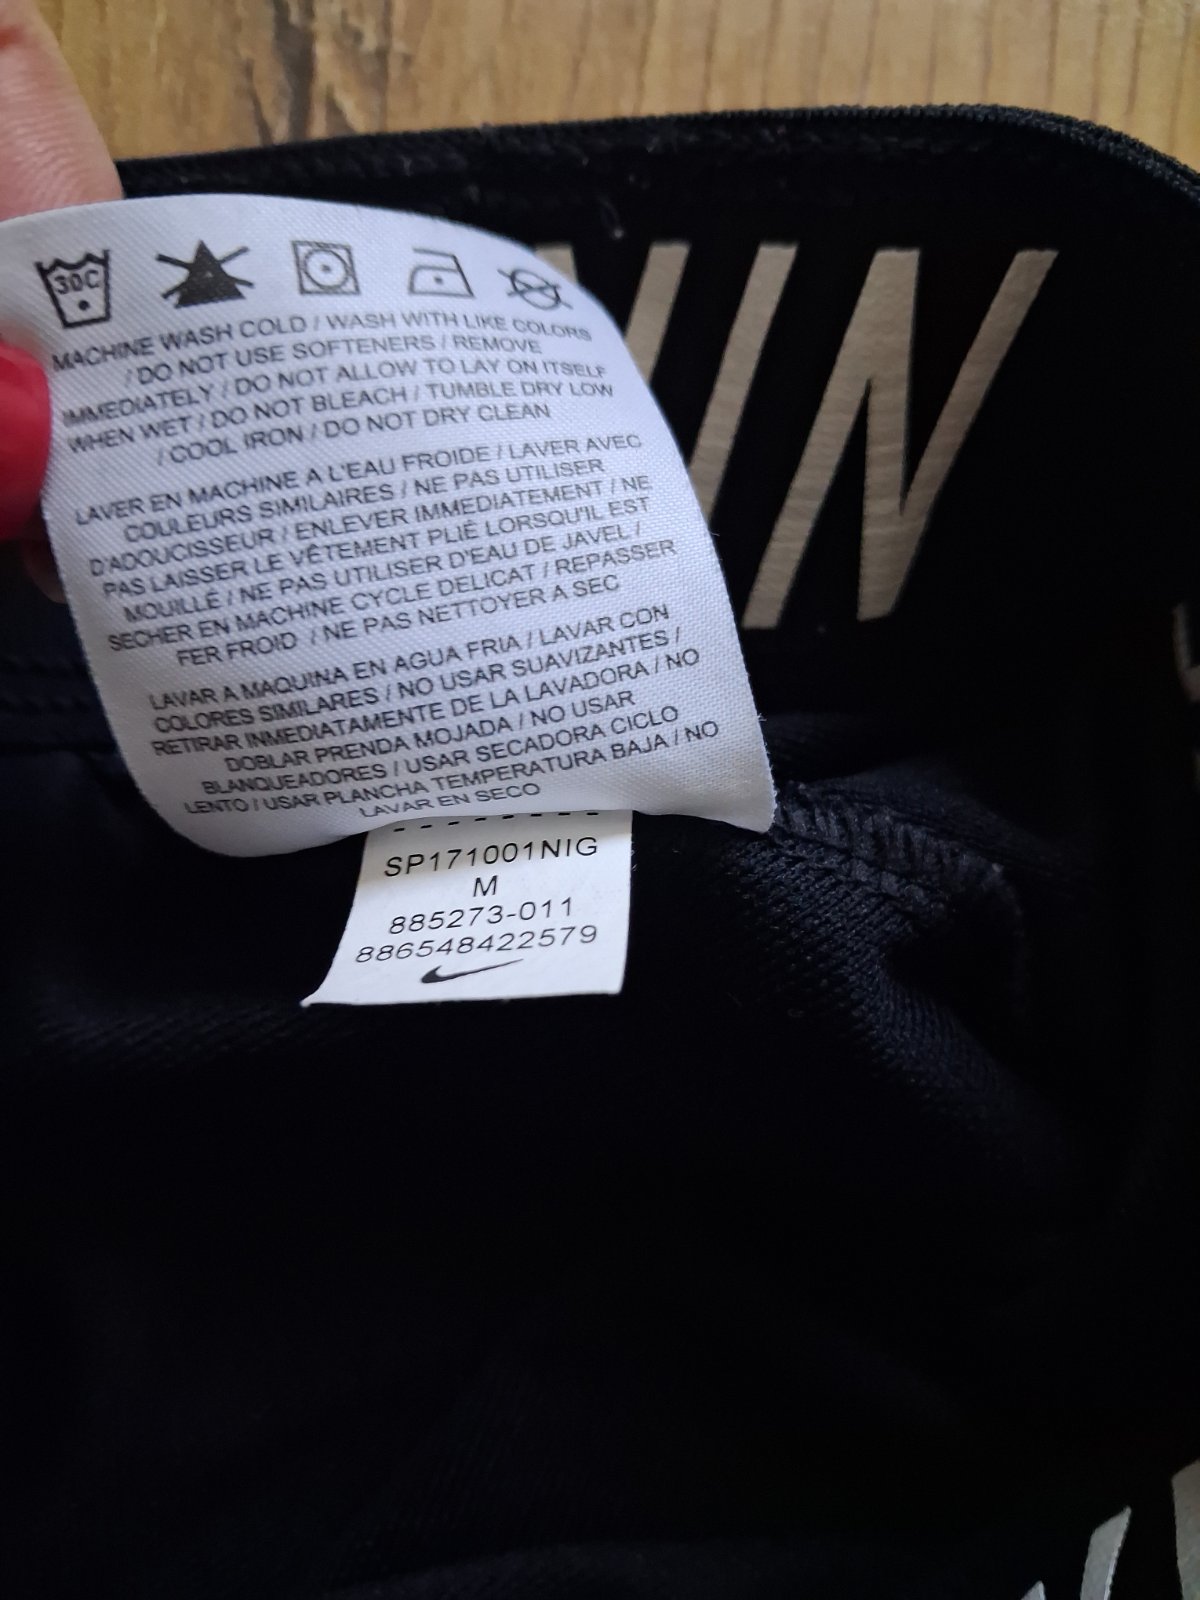 30C
MACHINE WASH COLD / WASH WITH LIKE COLORS
/ DO NOT USE SOFTENERS / REMOVE
IMMEDIATELY / DO NOT ALLOW TO LAY ON ITSELF
WHEN WET / DO NOT BLEACH / TUMBLE DRY LOW
/ COOL IRON / DO NOT DRY CLEAN
LAVER EN MACHINE A L'EAU FROIDE / LAVER AVEC
COULEURS SIMILAIRES / NE PAS UTILISER
D'ADOUCISSEUR / ENLEVER IMMEDIATEMENT / NE
PAS LAISSER LE VÊTEMENT PLIÉ LORSQU'IL EST
MOUILLÉ / NE PAS UTILISER D'EAU DE JAVEL /
SECHER EN MACHINE CYCLE DELICAT / REPASSER
FER FROID / NE PAS NETTOYER A SEC
LAVAR A MAQUINA EN AGUA FRIA / LAVAR CON
COLORES SIMILARES / NO USAR SUAVIZANTES /
RETIRAR INMEDIATAMENTE DE LA LAVADORA / NO
DOBLAR PRENDA MOJADA / NO USAR
BLANQUEADORES / USAR SECADORA CICLO
LENTO / USAR PLANCHA TEMPERATURA BAJA / NO
LAVAR EN SECO
SP171001NIG
M
885273-011
886548422579